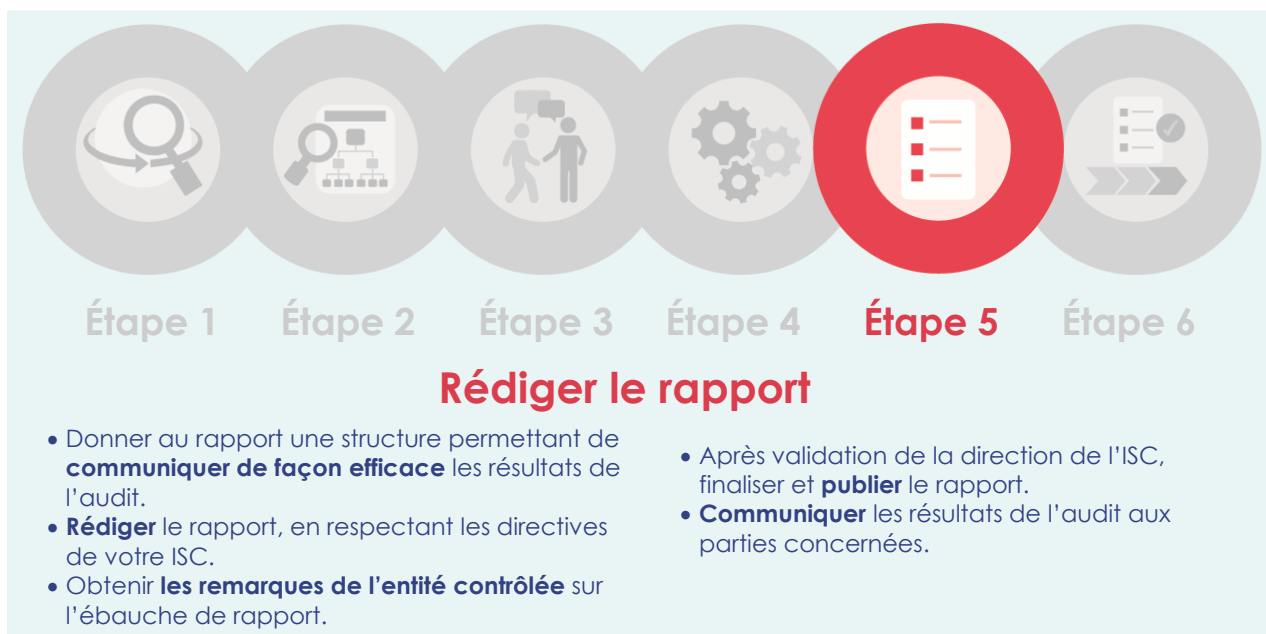 Étape 1
Étape 2
Étape 3
Étape 4
Étape 5
Étape 6
Rédiger le rapport
• Donner au rapport une structure permettant de
communiquer de façon efficace les résultats de
l’audit.
• Rédiger le rapport, en respectant les directives
de votre ISC.
• Obtenir les remarques de l’entité contrôlée sur
l’ébauche de rapport.
• Après validation de la direction de l’ISC,
finaliser et publier le rapport.
• Communiquer les résultats de l’audit aux
parties concernées.